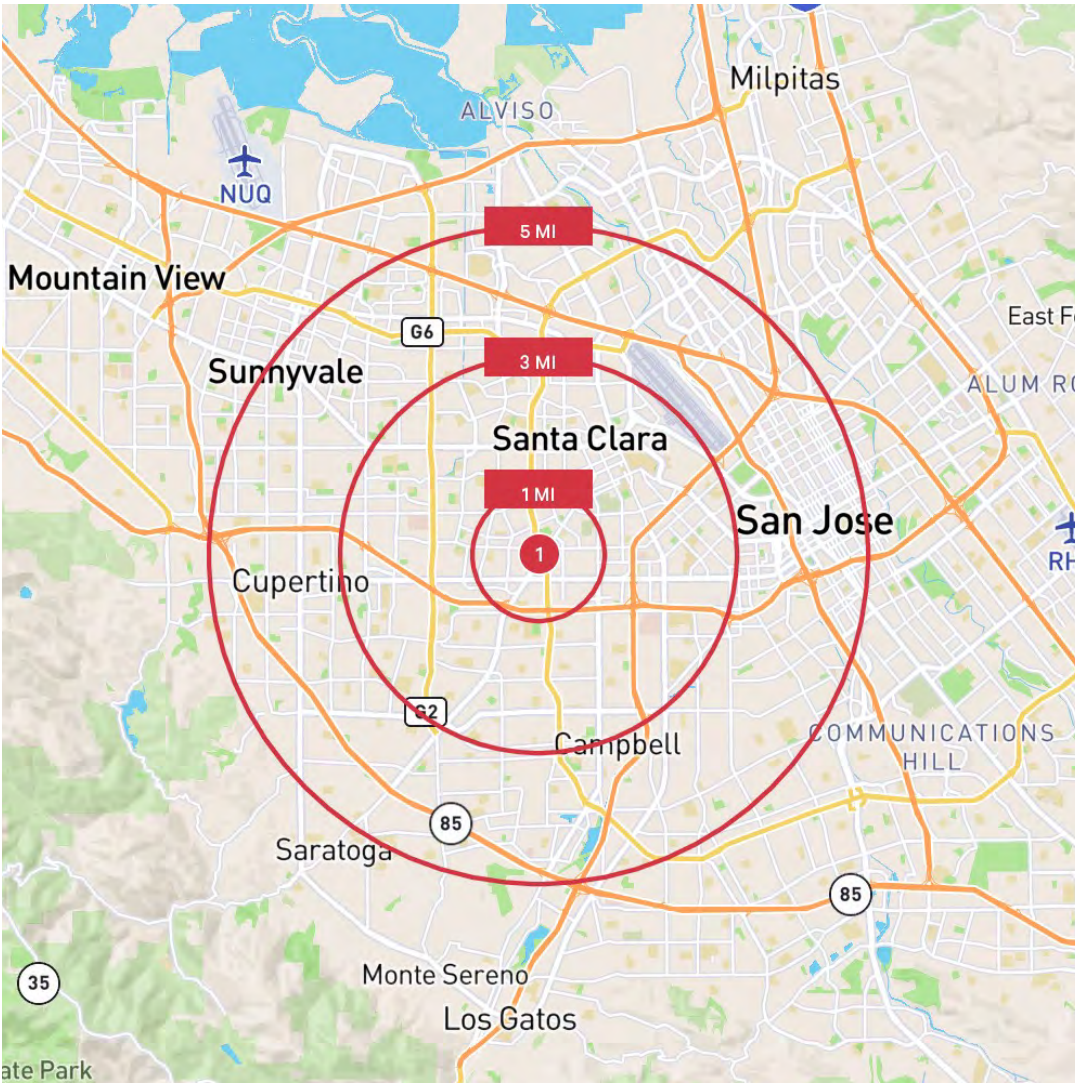 Milpitas
ALVISO
NUQ
5 MI
Mountain View
East Fo
G6
3 MI
Sunnyvale
ALUM RO
Santa Clara
1 MI
San Jose
1
RH
Cupertino
G2
COMMUNICATIONS
HILL
Campbell
85
Saratoga
85
Monte Sereno
35
Los Gatos
ate Park